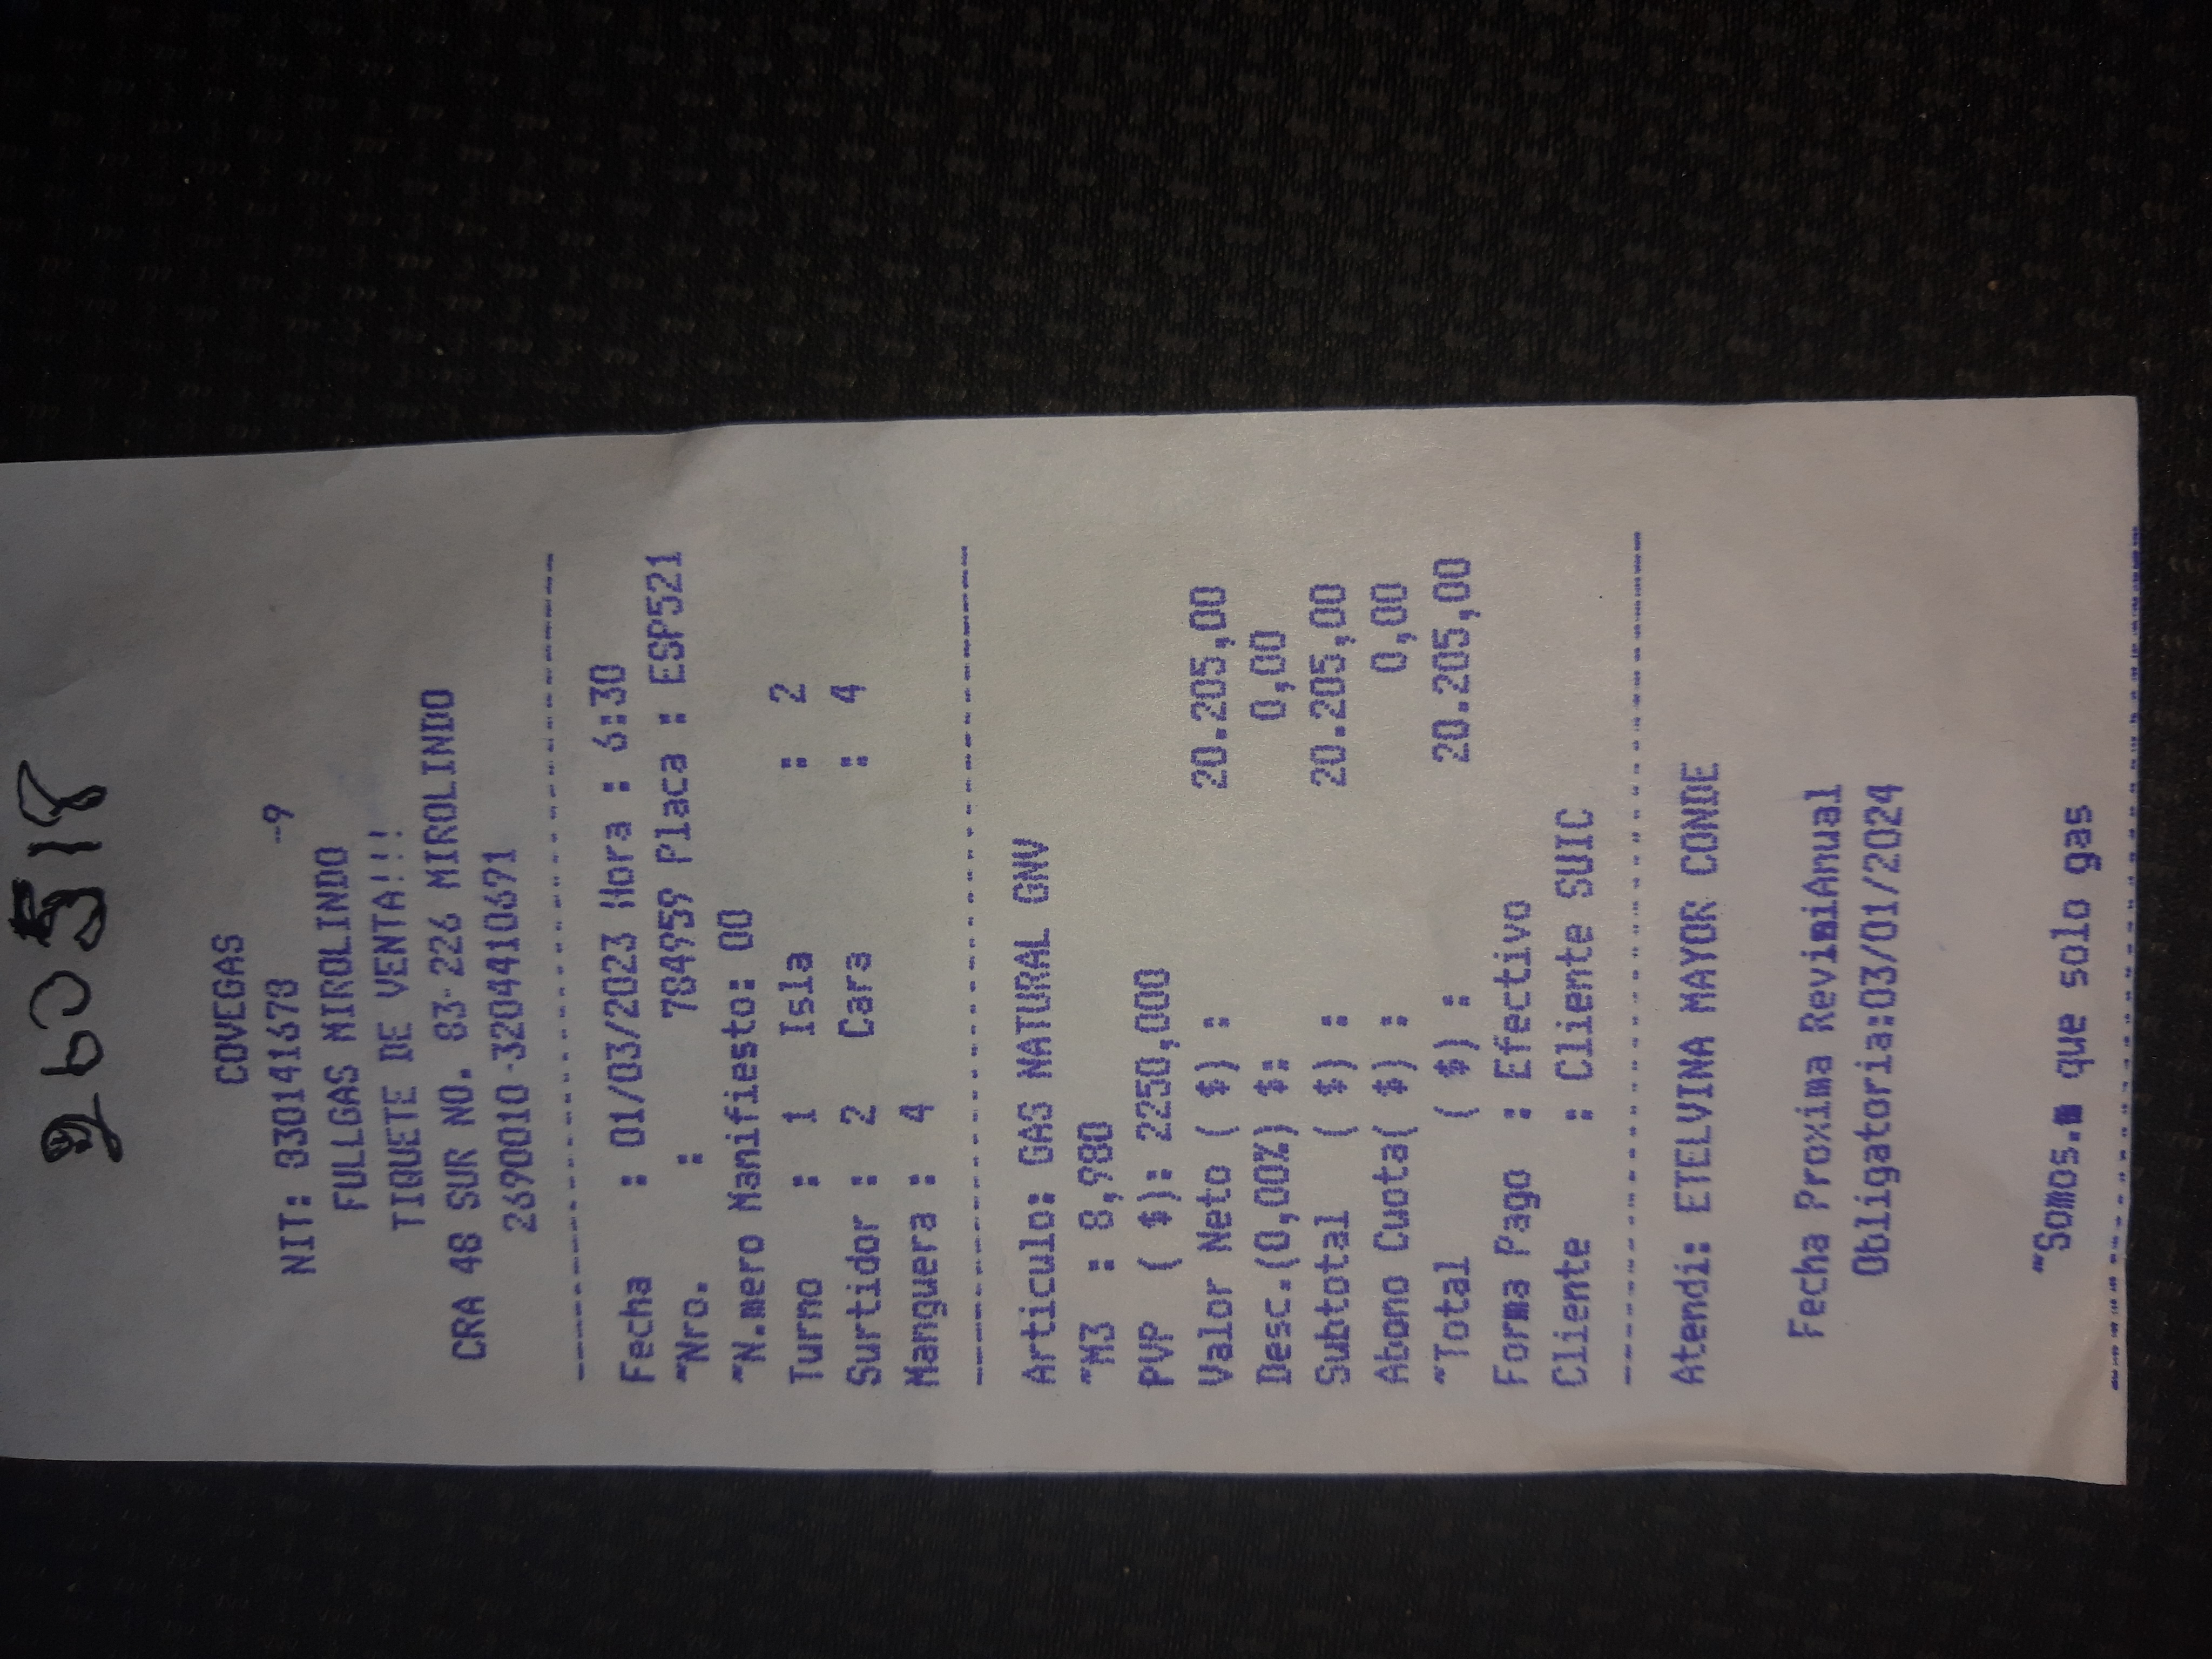 260518
COVEGAS
NIT: 830141678 --9
FULLGAS MIROLINDO
TIQUETE DE VENTA!!!
CRA 48 SUR NO. 83-226 MIROLINDO
2690010-3204410671
Fecha : 01/03/2023 Hora : 6:30
~Nro. : 784959 Placa : ESP521
~N.mero Manifiesto: 00
Turno : 1 Isla : 2
Surtidor : 2 Cara : 4
Manguera : 4
Articulo: GAS NATURAL GNV
~M3 : 8,980
PVP ( $): 2250,000
Valor Neto ( $) : 20.205,00
Desc.(0,00%) $: 0,00
Subtotal ( $) : 20.205,00
Abono Cuota( $) : 0,00
~Total ( $) : 20.205,00
Forma Pago : Efectivo
Cliente : Cliente SUIC
Atendi: ETELVINA MAYOR CONDE
Fecha Proxima ReviniAnual
Obligatoria:03/01/2024
~Somos. que solo gas